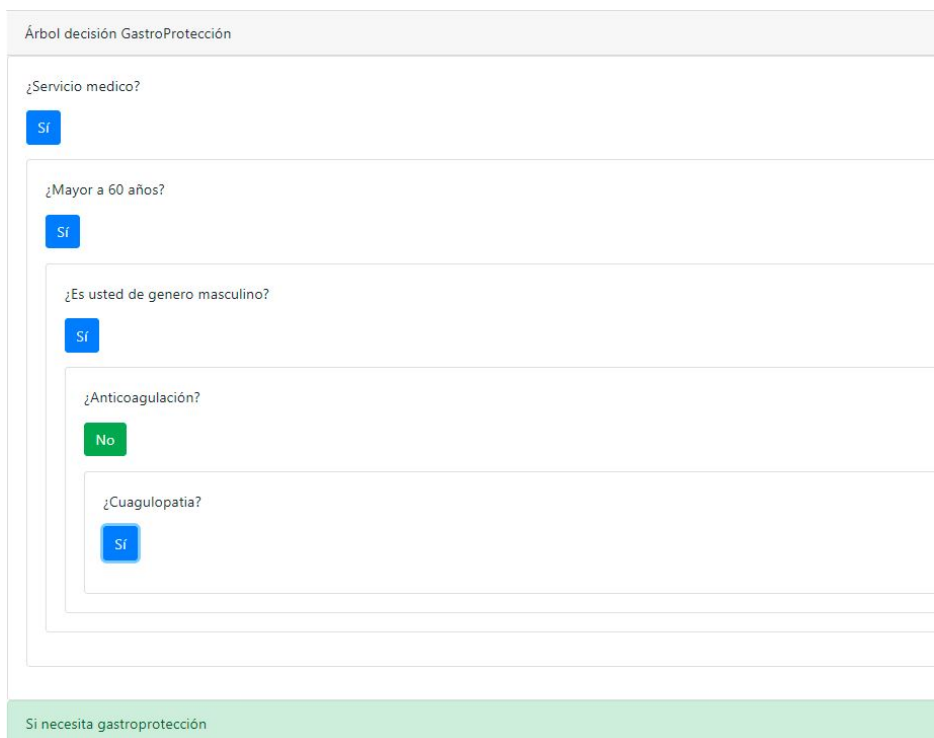 Árbol decisión GastroProtección
¿Servicio medico?
Sí
¿Mayor a 60 años?
Sí
¿Es usted de genero masculino?
Sí
¿Anticoagulación?
No
¿Cuagulopatia?
Sí
Si necesita gastroprotección